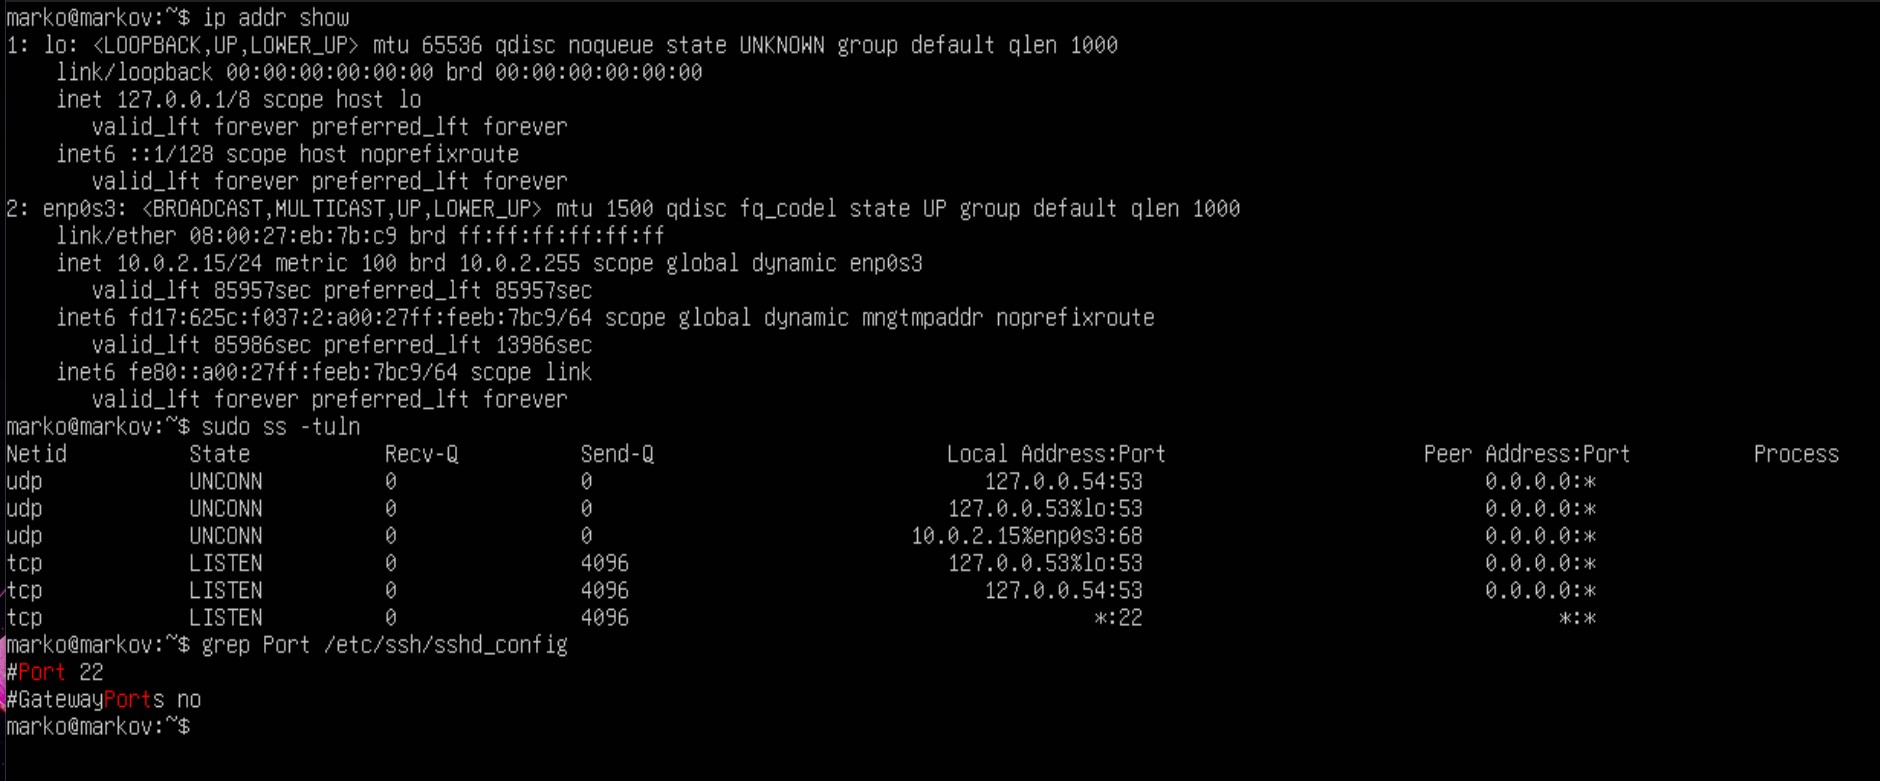 marko@markov:~$ ip addr show
1: lo: <LOOPBACK,UP,LOWER_UP> mtu 65536 qdisc noqueue state UNKNOWN group default qlen 1000
link/loopback 00:00:00:00:00:00 brd 00:00:00:00:00:00
inet 127.0.0.1/8 scope host lo
valid_lft forever preferred_lft forever
inet6 ::1/128 scope host noprefixroute
valid_lft forever preferred_lft forever
2: enp0s3: <BROADCAST,MULTICAST,UP,LOWER_UP> mtu 1500 qdisc fq_codel state UP group default qlen 1000
link/ether 08:00:27:eb:7b:c9 brd ff:ff:ff:ff:ff:ff
inet 10.0.2.15/24 metric 100 brd 10.0.2.255 scope global dynamic enp0s3
valid_lft 85957sec preferred_lft 85957sec
inet6 fd17:625c:f037:2:a00:27ff:feeb:7bc9/64 scope global dynamic mngtmpaddr noprefixroute
valid_lft 85986sec preferred_lft 13986sec
inet6 fe80::a00:27ff:feeb:7bc9/64 scope link
valid_lft forever preferred_lft forever
marko@markov:~$ sudo ss -tuln
Netid State Recv-Q Send-Q Local Address:Port Peer Address:Port Process
udp UNCONN 0 0 127.0.0.54:53 0.0.0.0:*
udp UNCONN 0 0 127.0.0.53%lo:53 0.0.0.0:*
udp UNCONN 0 0 10.0.2.15%enp0s3:68 0.0.0.0:*
tcp LISTEN 0 4096 127.0.0.53%lo:53 0.0.0.0:*
tcp LISTEN 0 4096 127.0.0.54:53 0.0.0.0:*
tcp LISTEN 0 4096 *:22 *:*
marko@markov:~$ grep Port /etc/ssh/sshd_config
#Port 22
#GatewayPorts no
marko@markov:~$